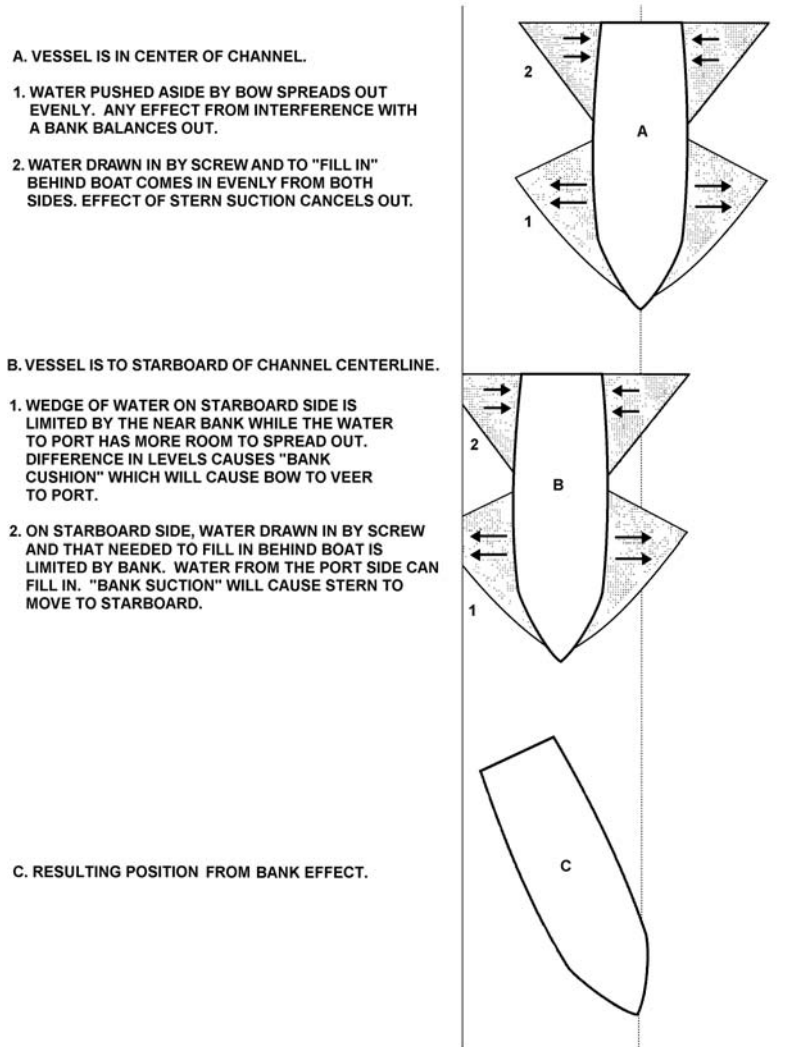 A. VESSEL IS IN CENTER OF CHANNEL.
1. WATER PUSHED ASIDE BY BOW SPREADS OUT
EVENLY. ANY EFFECT FROM INTERFERENCE WITH
A BANK BALANCES OUT.
2. WATER DRAWN IN BY SCREW AND TO "FILL IN"
BEHIND BOAT COMES IN EVENLY FROM BOTH
SIDES. EFFECT OF STERN SUCTION CANCELS OUT.
2
A
1
B. VESSEL IS TO STARBOARD OF CHANNEL CENTERLINE.
1. WEDGE OF WATER ON STARBOARD SIDE IS
LIMITED BY THE NEAR BANK WHILE THE WATER
TO PORT HAS MORE ROOM TO SPREAD OUT.
DIFFERENCE IN LEVELS CAUSES "BANK
CUSHION" WHICH WILL CAUSE BOW TO VEER
TO PORT.
2. ON STARBOARD SIDE, WATER DRAWN IN BY SCREW
AND THAT NEEDED TO FILL IN BEHIND BOAT IS
LIMITED BY BANK. WATER FROM THE PORT SIDE CAN
FILL IN. "BANK SUCTION" WILL CAUSE STERN TO
MOVE TO STARBOARD.
2
B
1
C. RESULTING POSITION FROM BANK EFFECT.
C